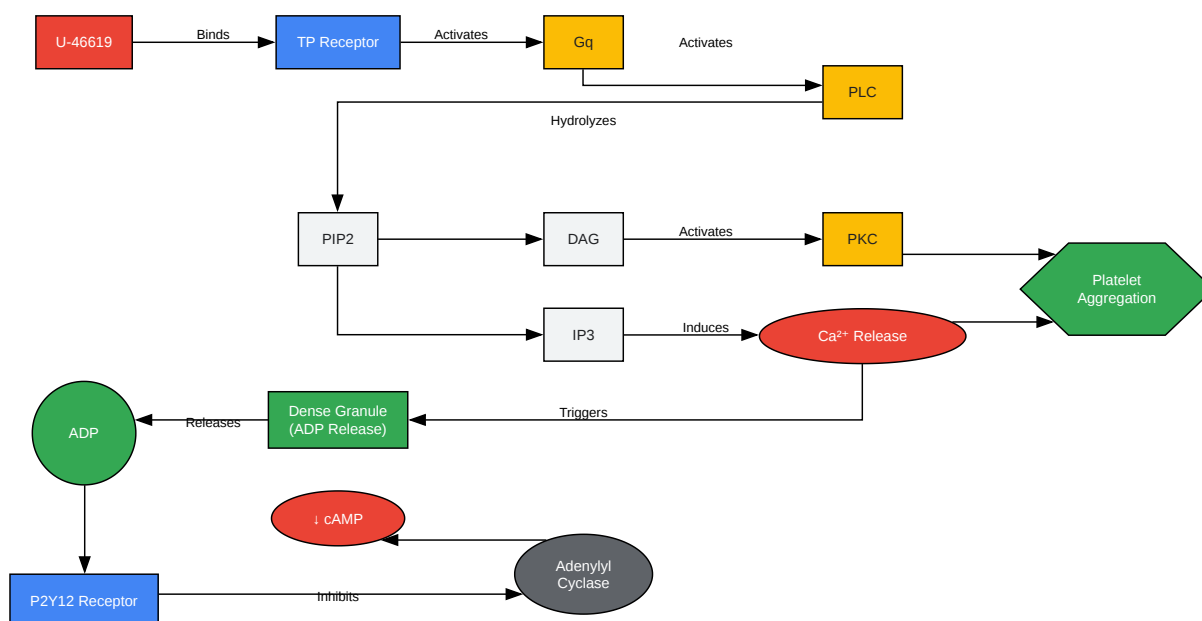 U-46619
Binds
TP Receptor
Activates
Gq
Activates
PLC
Hydrolyzes
PIP2
DAG
Activates
PKC
Platelet
Aggregation
IP3
Induces
Ca²⁺ Release
Triggers
Dense Granule
(ADP Release)
Releases
ADP
↓ cAMP
Adenylyl
Cyclase
P2Y12 Receptor
Inhibits